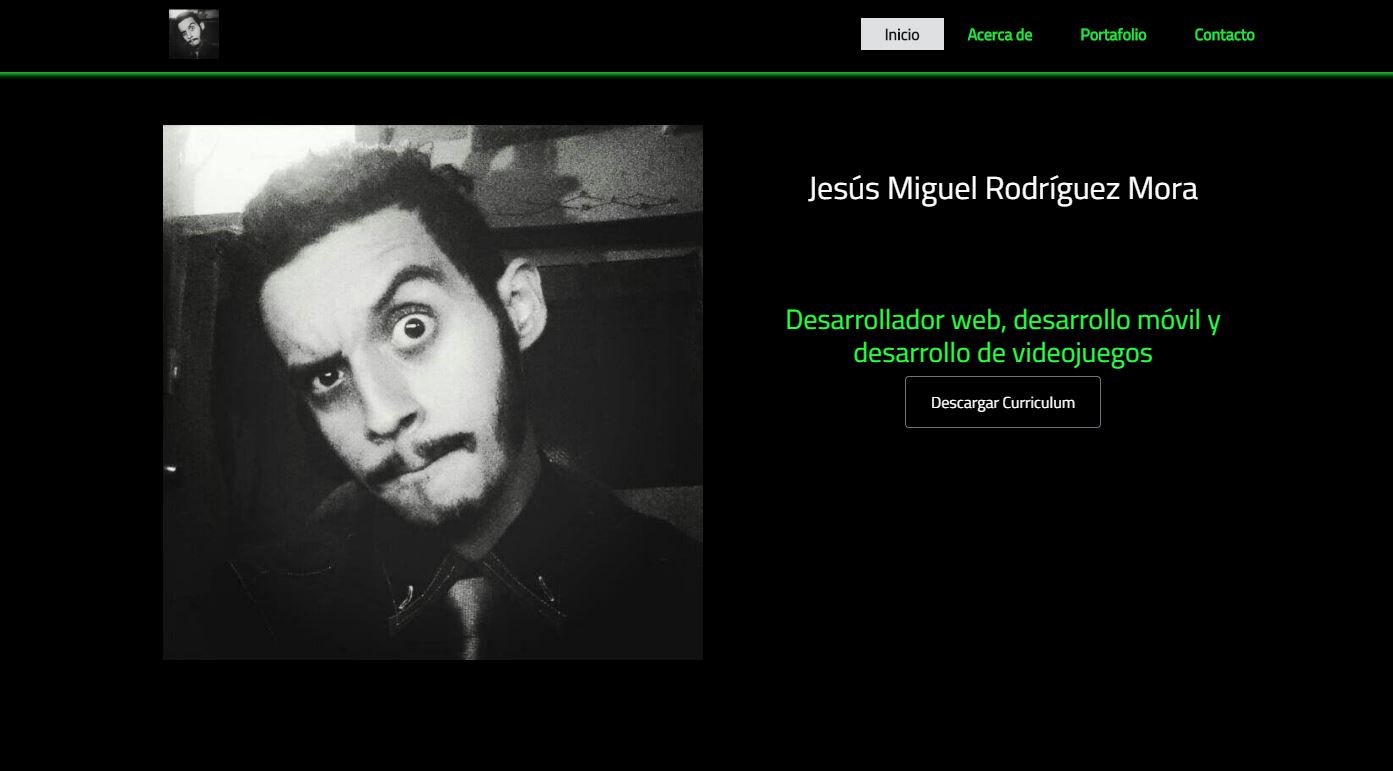 Inicio
Acerca de
Portafolio
Contacto
Jesús Miguel Rodríguez Mora
Desarrollador web, desarrollo móvil y
desarrollo de videojuegos
Descargar Curriculum